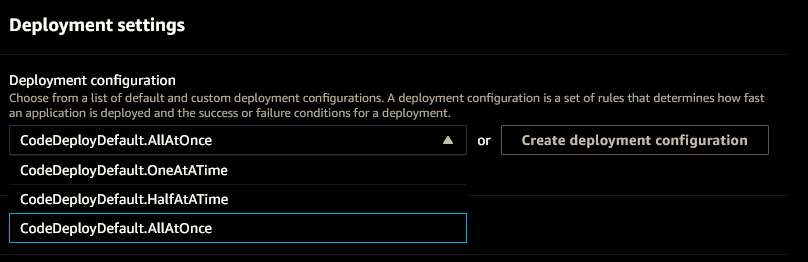 Deployment settings
Deployment configuration
Choose from a list of default and custom deployment configurations. A deployment configuration is a set of rules that determines how fast
an application is deployed and the success or failure conditions for a deployment.
CodeDeployDefault.AllAtOnce
or
Create deployment configuration
CodeDeployDefault.OneAtATime
CodeDeployDefault.HalfAtATime
CodeDeployDefault.AllAtOnce